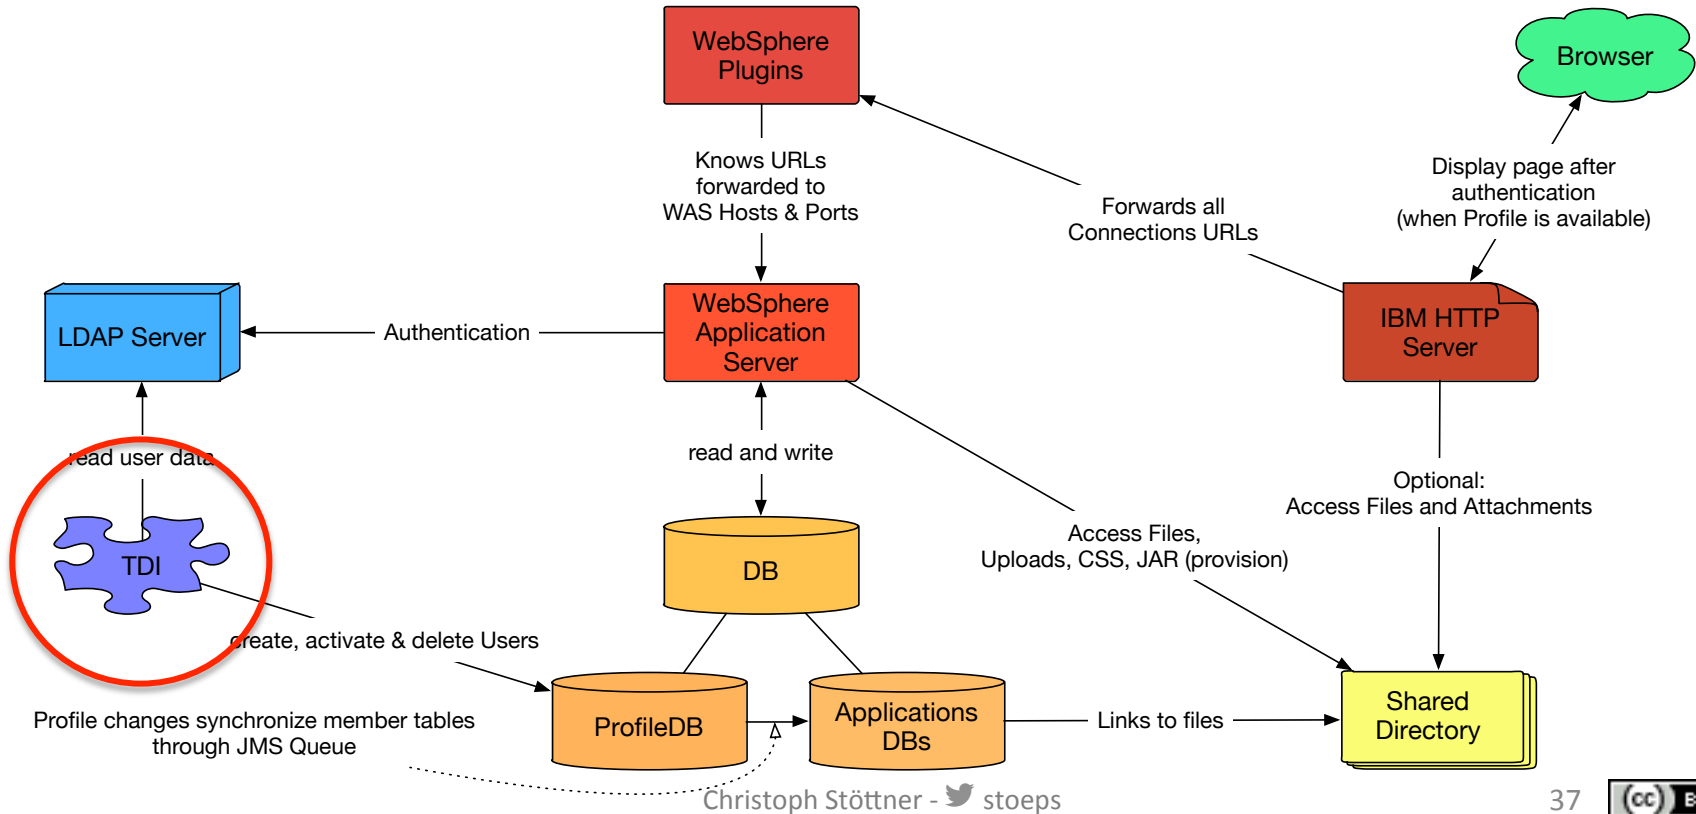 WebSphere
Plugins
Browser
Knows URLs
forwarded to
WAS Hosts & Ports
Display page after
authentication
(when Profile is available)
Forwards all
Connections URLs
LDAP Server
Authentication
WebSphere
Application
Server
IBM HTTP
Server
read user data
read and write
Optional:
Access Files and Attachments
TDI
DB
Access Files,
Uploads, CSS, JAR (provision)
create, activate & delete Users
Profile changes synchronize member tables
through JMS Queue
ProfileDB
Applications
DBs
Links to files
Shared
Directory
Christoph Stöttner - stoeps
37
(cc)